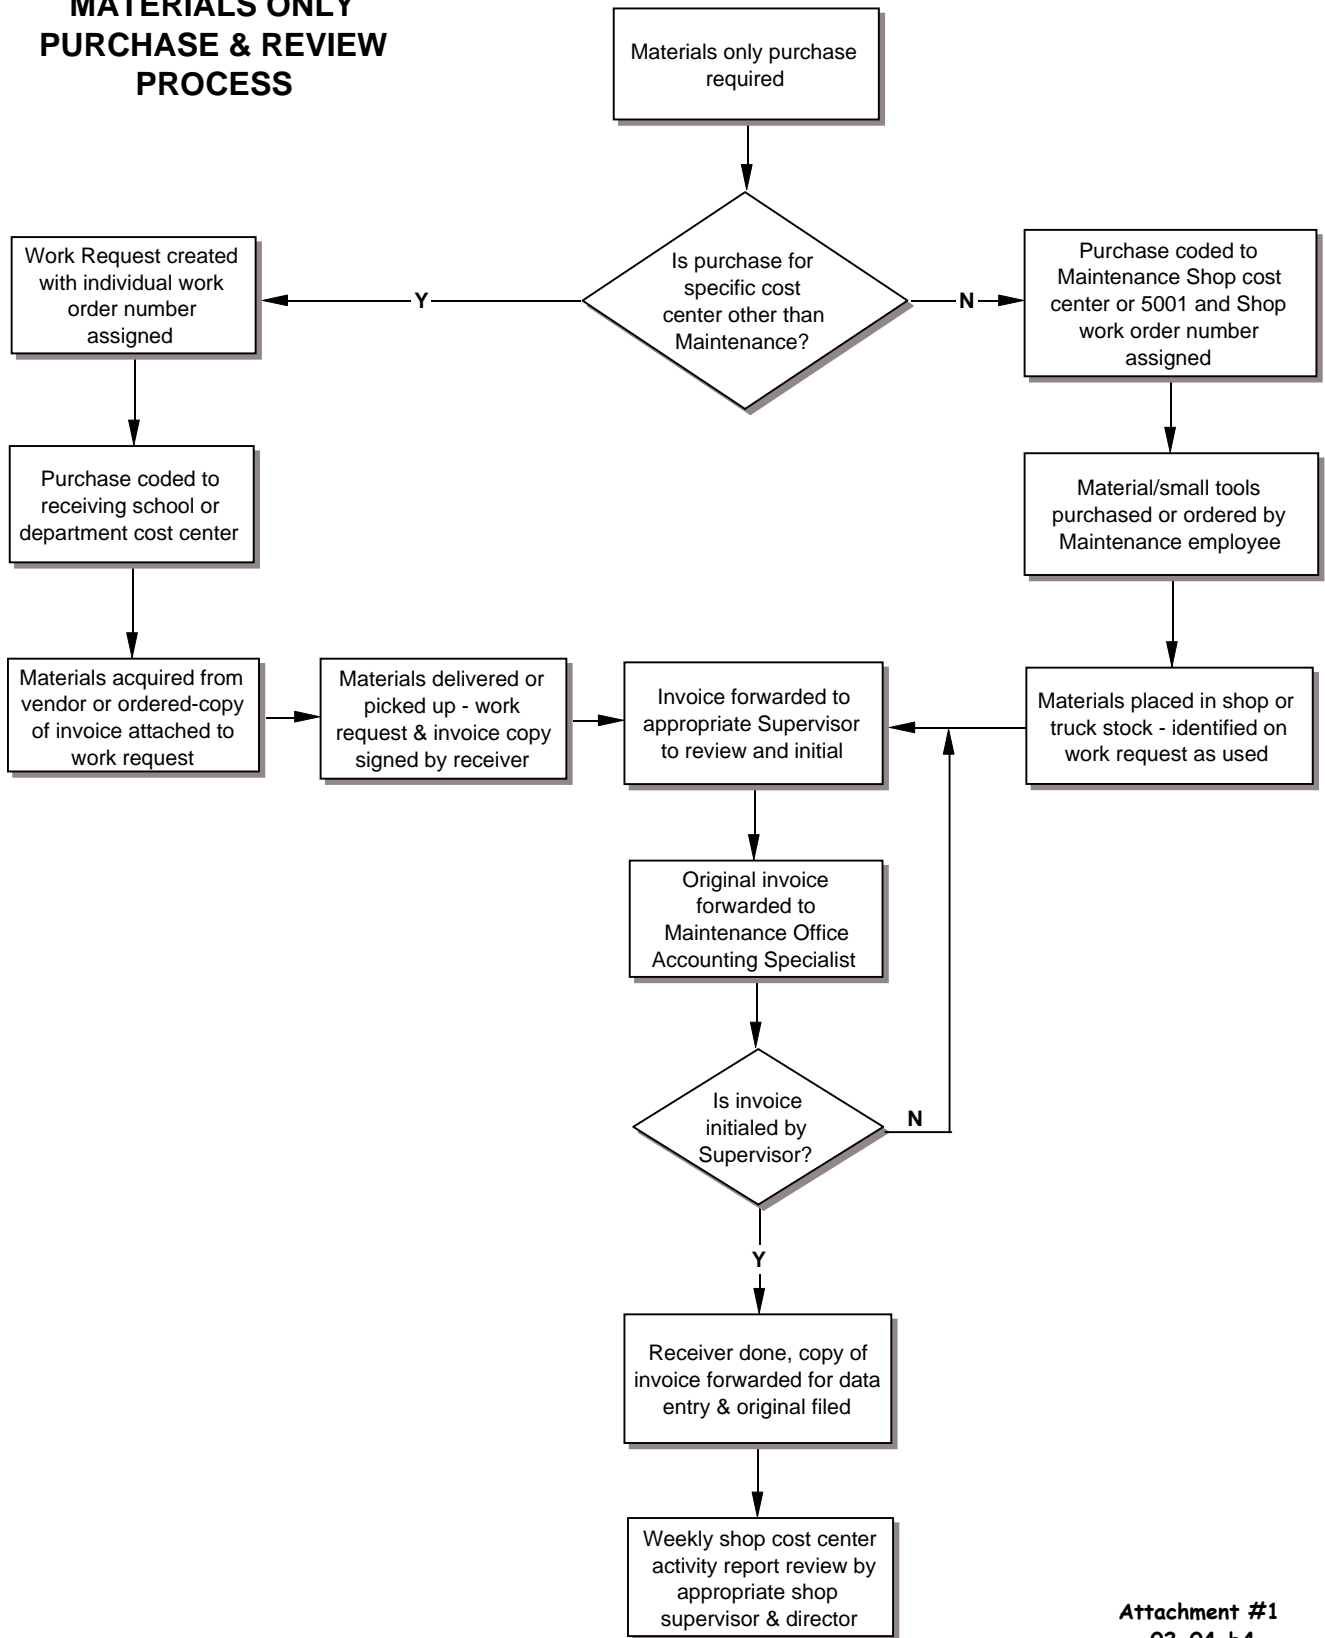 MATERIALS ONLY
PURCHASE & REVIEW
PROCESS
Materials only purchase
required
Is purchase for
specific cost
center other than
Maintenance?
Y
N
Work Request created
with individual work
order number
assigned
Purchase coded to
Maintenance Shop cost
center or 5001 and Shop
work order number
assigned
Purchase coded to
receiving school or
department cost center
Material/small tools
purchased or ordered by
Maintenance employee
Materials acquired from
vendor or ordered-copy
of invoice attached to
work request
Materials delivered or
picked up - work
request & invoice copy
signed by receiver
Invoice forwarded to
appropriate Supervisor
to review and initial
Materials placed in shop or
truck stock - identified on
work request as used
Original invoice
forwarded to
Maintenance Office
Accounting Specialist
Is invoice
initialed by
Supervisor?
N
Y
Receiver done, copy of
invoice forwarded for data
entry & original filed
Weekly shop cost center
activity report review by
appropriate shop
supervisor & director
Attachment #1